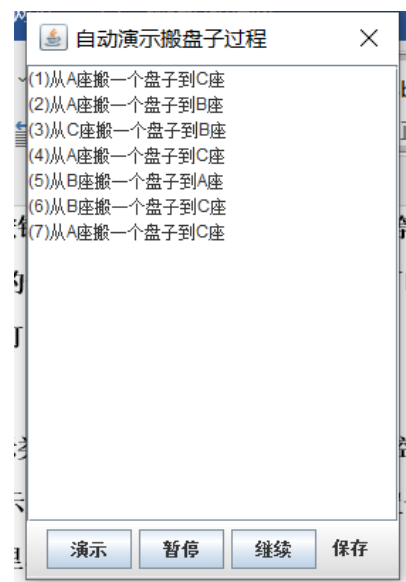 自动演示搬盘子过程
(1)从A座搬一个盘子到C座
(2)从A座搬一个盘子到B座
(3)从C座搬一个盘子到B座
(4)从A座搬一个盘子到C座
(5)从B座搬一个盘子到A座
(6)从B座搬一个盘子到C座
(7)从A座搬一个盘子到C座
演示 暂停 继续 保存